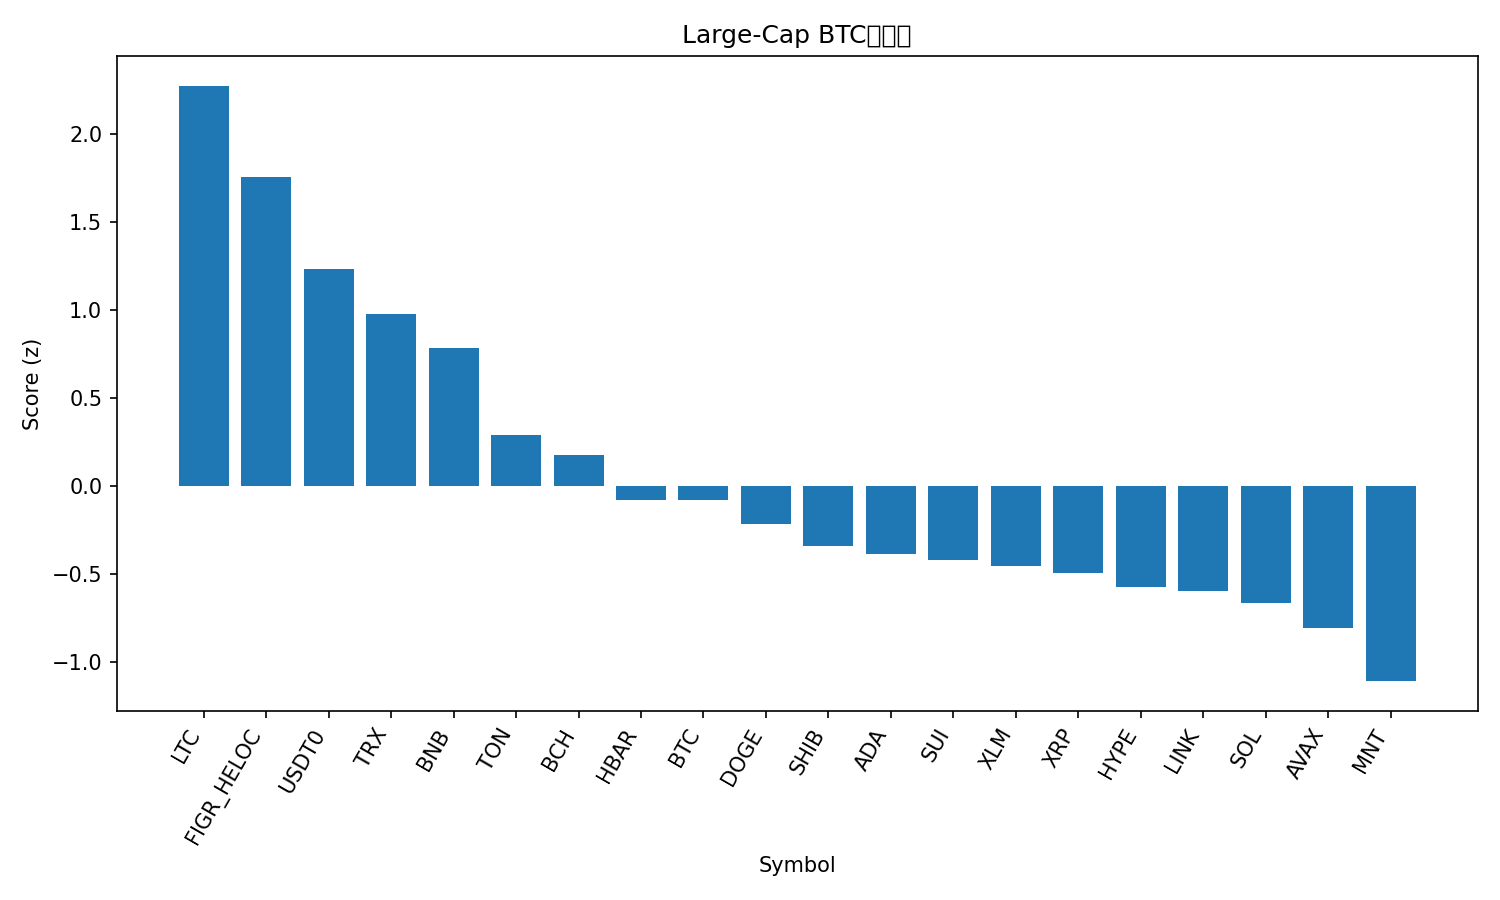 Large-Cap BTC
Score (z)
2.0
1.5
1.0
0.5
0.0
−0.5
−1.0
LTC
FIGR_HELOC
USDT0
TRX
BNB
TON
BCH
HBAR
BTC
DOGE
SHIB
ADA
SUI
XLM
XRP
HYPE
LINK
SOL
AVAX
MNT
Symbol